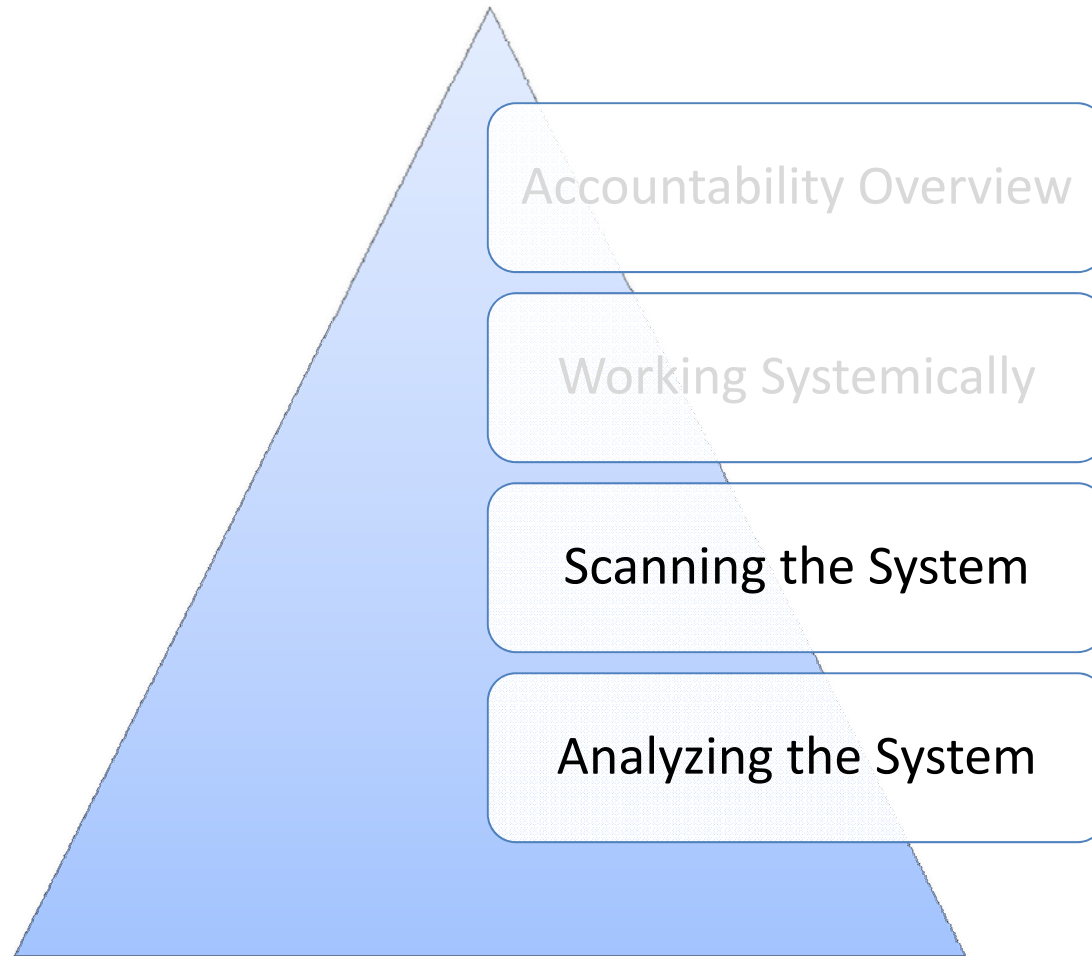 Accountability Overview
Working Systemically
Scanning the System
Analyzing the System